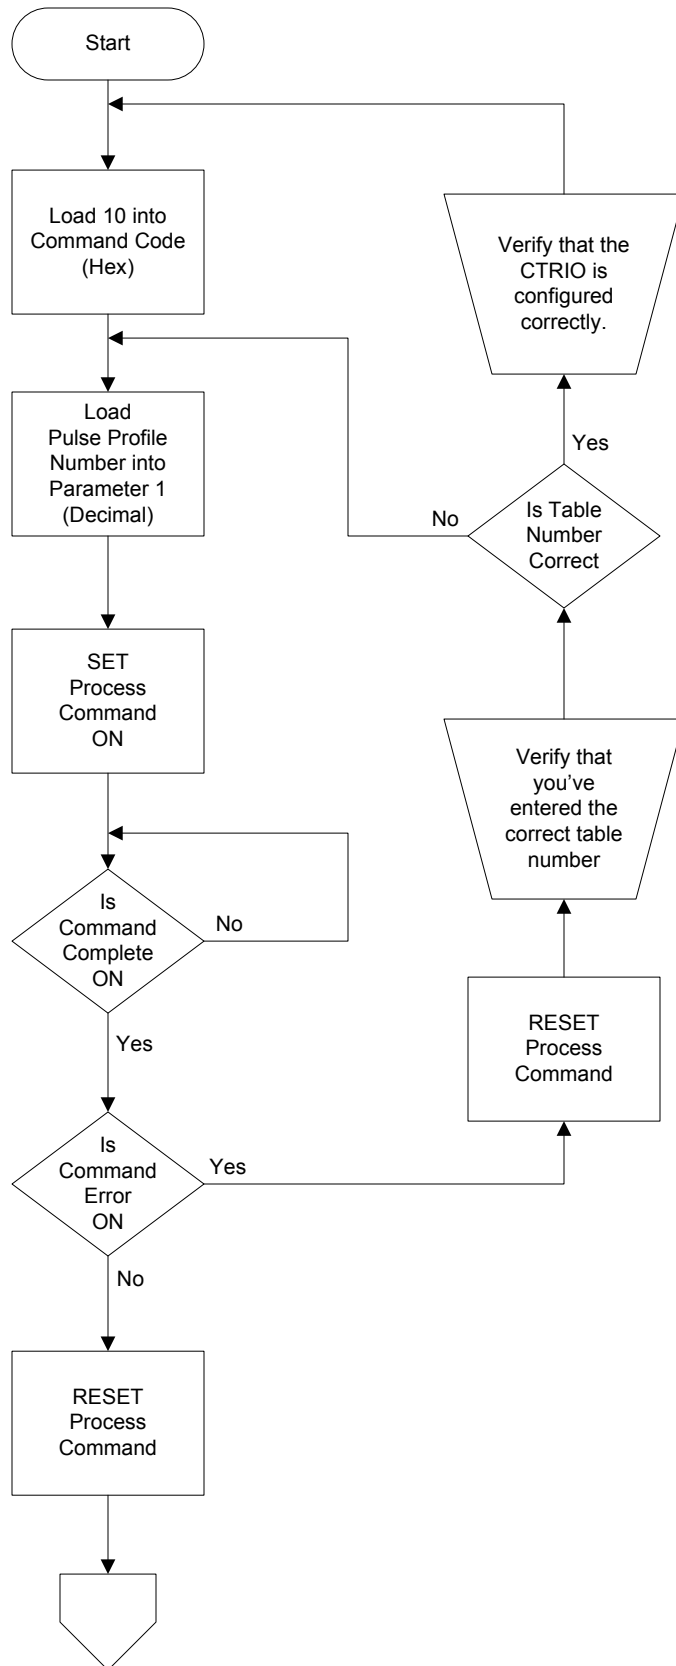 Start
Load 10 into
Command Code
(Hex)
Load
Pulse Profile
Number into
Parameter 1
(Decimal)
SET
Process
Command
ON
Is
Command
Complete
ON
No
Yes
Is
Command
Error
ON
Yes
No
RESET
Process
Command
RESET
Process
Command
Verify that
you've
entered the
correct table
number
Is Table
Number
Correct
No
Yes
Verify that the
CTRIO is
configured
correctly.